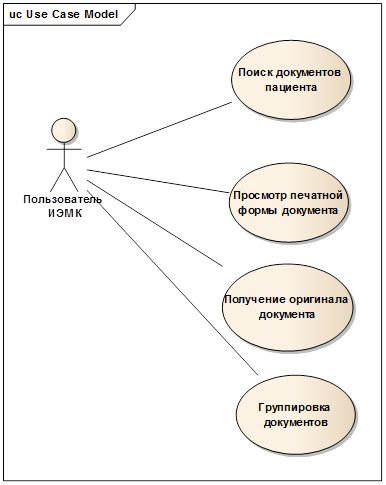 uc Use Case Model
Поиск документов
пациента
Пользователь
ИЭМК
Просмотр печатной
формы документа
Получение оригинала
документа
Группировка
документов